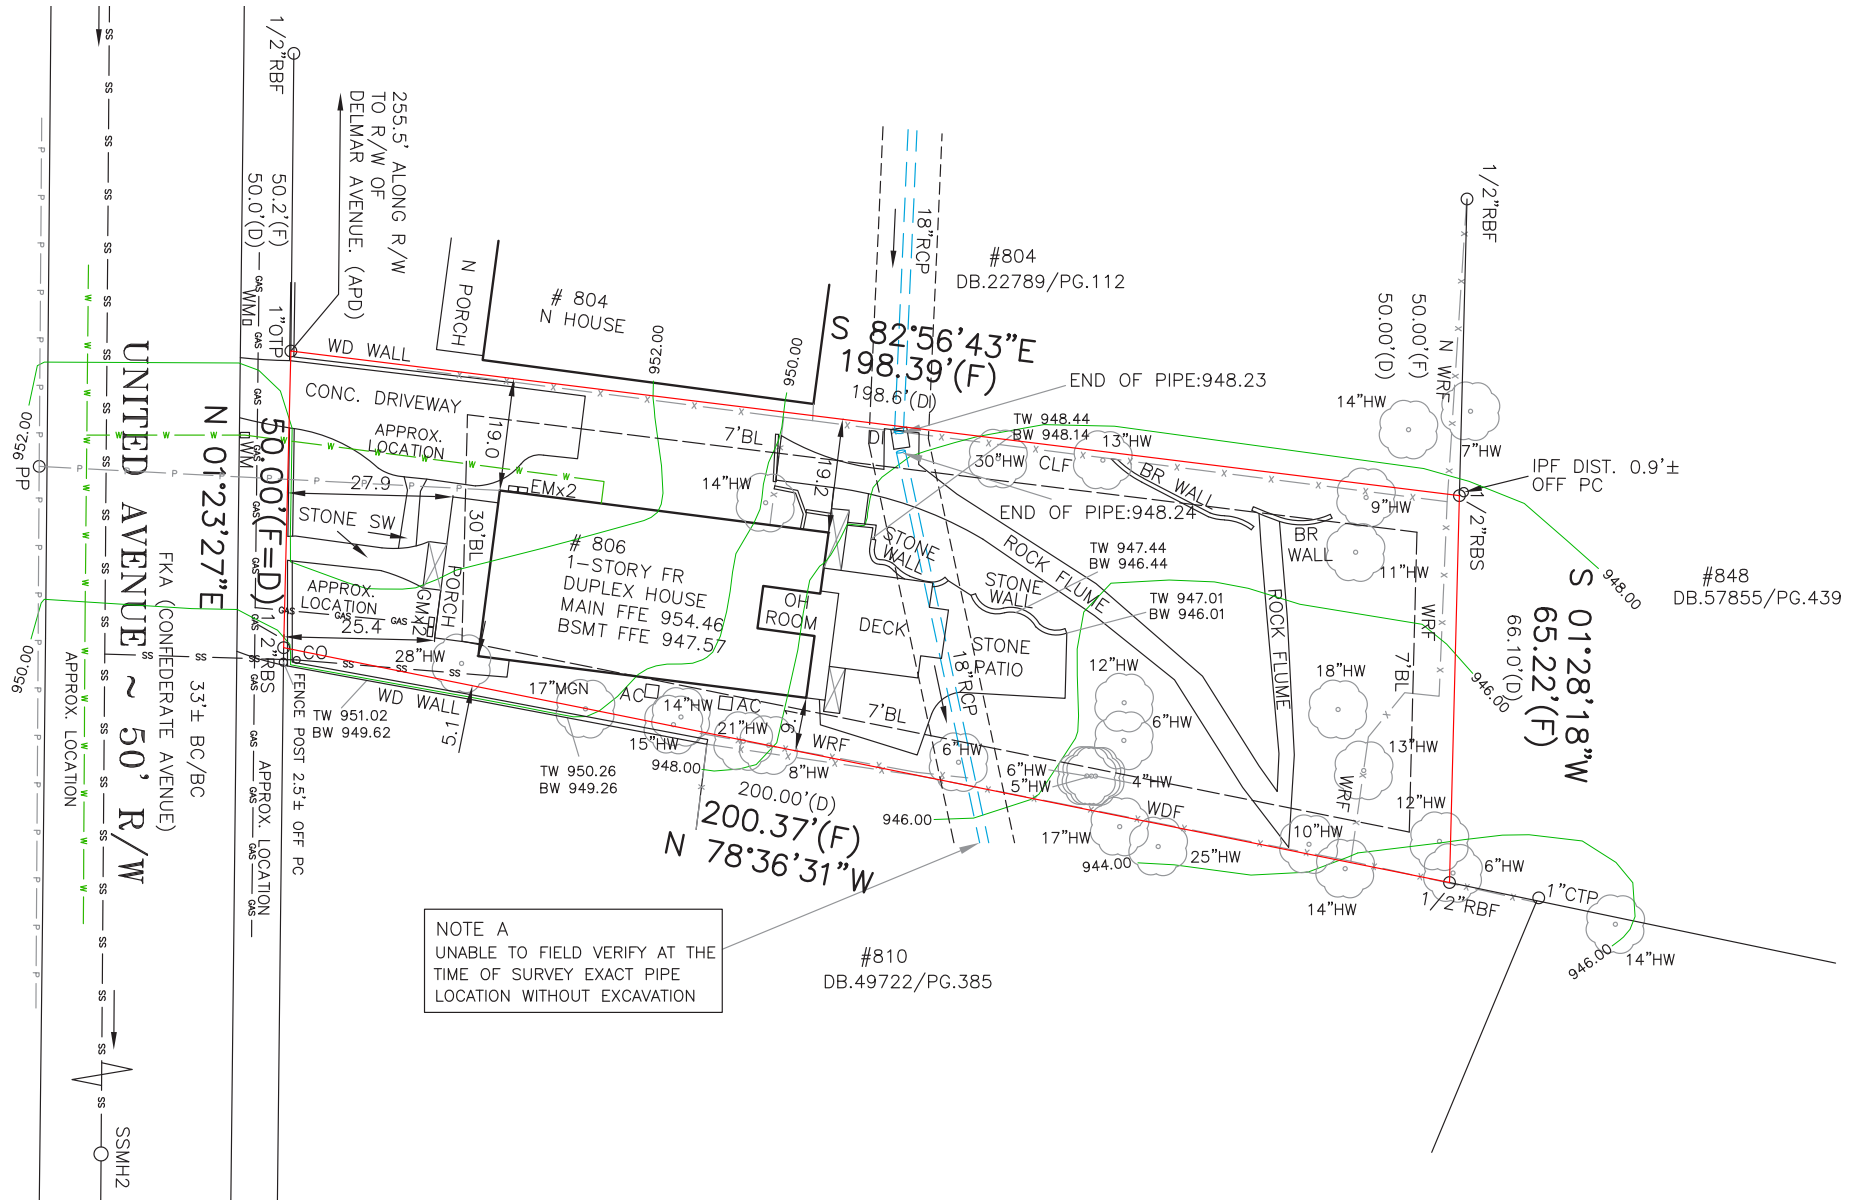 1/2"RBF
255.5' ALONG R/W
TO R/W OF
DELMAR AVENUE. (APD)
50.2'(F)
50.0'(D)
1"OTP
WM
WM
GAS
SS
P
W
N PORCH
# 804
N HOUSE
952.00
950.00
18"RCP
#804
DB.22789/PG.112
S 82°56'43"E
198.39'(F)
198.6'(D)
END OF PIPE:948.23
TW 948.44
BW 948.14
1/2"RBF
50.00'(F)
50.00'(D)
N WRF
14"HW
7"HW
IPF DIST. 0.9'±
OFF PC
1/2"RBS
9"HW
13"HW
30"HW
CLF
BR WALL
BR
WALL
11"HW
948.00
#848
DB.57855/PG.439
S 01°28'18"W
65.22'(F)
66.10'(D)
946.00
WD WALL
CONC. DRIVEWAY
APPROX.
LOCATION
19.0
7'BL
DI
19.2
14"HW
EMx2
END OF PIPE:948.24
ROCK FLUME
STONE
WALL
TW 947.44
BW 946.44
STONE
WALL
TW 947.01
BW 946.01
ROCK FLUME
27.9
STONE SW
30'BL
PORCH
GMx2
APPROX.
LOCATION
25.4
# 806
1-STORY FR
DUPLEX HOUSE
MAIN FFE 954.46
BSMT FFE 947.57
OH
ROOM
DECK
STONE
PATIO
18"RCP
12"HW
6"HW
18"HW
WRF
7'BL
13"HW
WRF
12"HW
6"HW
10"HW
14"HW
1"CTP
1/2"RBF
14"HW
946.00
952.00
PP
950.00
UNITED AVENUE ~ 50' R/W
FKA (CONFEDERATE AVENUE)
33'± BC/BC
APPROX. LOCATION
N 01°23'27"E
50.00'(F=D)
1/2"RBS
CO
FENCE POST 2.5'± OFF PC
APPROX. LOCATION
28"HW
TW 951.02
BW 949.62
WD WALL
5.1'
17"MGN
AC
AC
14"HW
15"HW
21"HW
948.00
TW 950.26
BW 949.26
WRF
8"HW
7'BL
6"HW
6"HW
5"HW
4"HW
WDF
17"HW
25"HW
944.00
946.00
200.00'(D)
200.37'(F)
N 78°36'31"W
NOTE A
UNABLE TO FIELD VERIFY AT THE
TIME OF SURVEY EXACT PIPE
LOCATION WITHOUT EXCAVATION
#810
DB.49722/PG.385
SSMH2